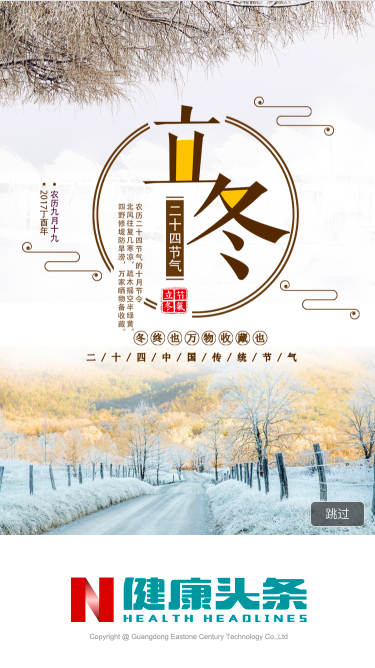 立冬
二十四节气
农历九月十九
2017丁酉年
农历二十四节气的十月节令
北风往复几寒凉，疏木摇空半绿黄。
四野修堤防旱涝，万家晒物备收藏。
立冬
节气
冬终也万物收藏也
二/十/四/中/国/传/统/节/气
跳过
N 健康头条
HEALTH HEADLINES
Copyright @ Guangdong Eastone Century Technology Co.,Ltd